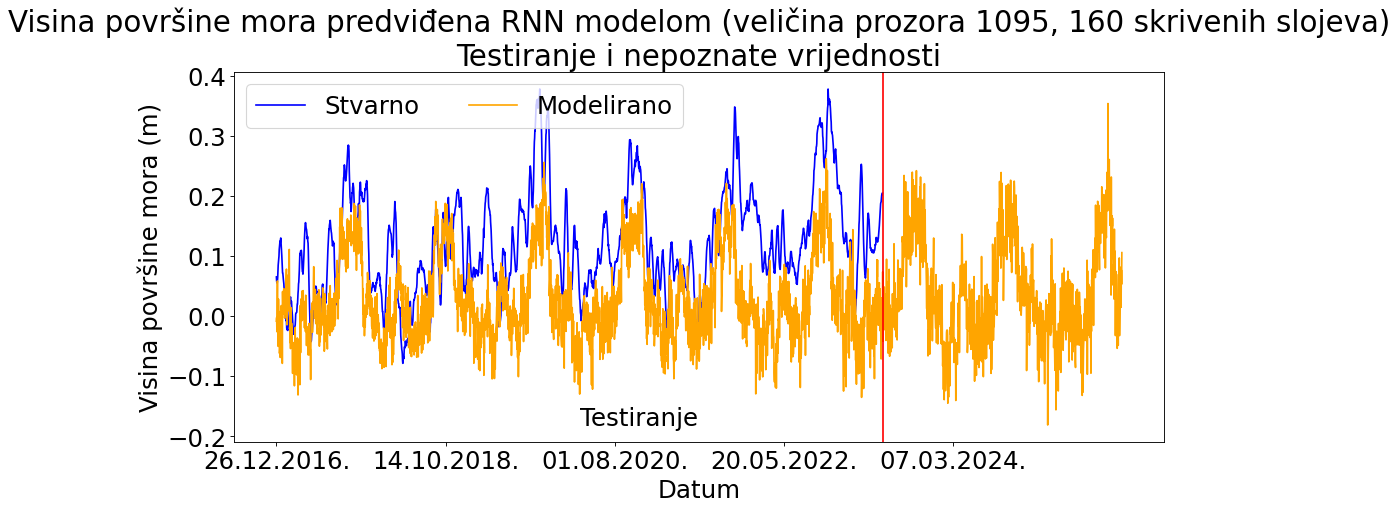 Visina površine mora predviđena RNN modelom (veličina prozora 1095, 160 skrivenih slojeva)
Testiranje i nepoznate vrijednosti
Stvarno Modelirano
Visina površine mora (m)
0.4
0.3
0.2
0.1
0.0
−0.1
−0.2
Testiranje
26.12.2016. 14.10.2018. 01.08.2020. 20.05.2022. 07.03.2024.
Datum